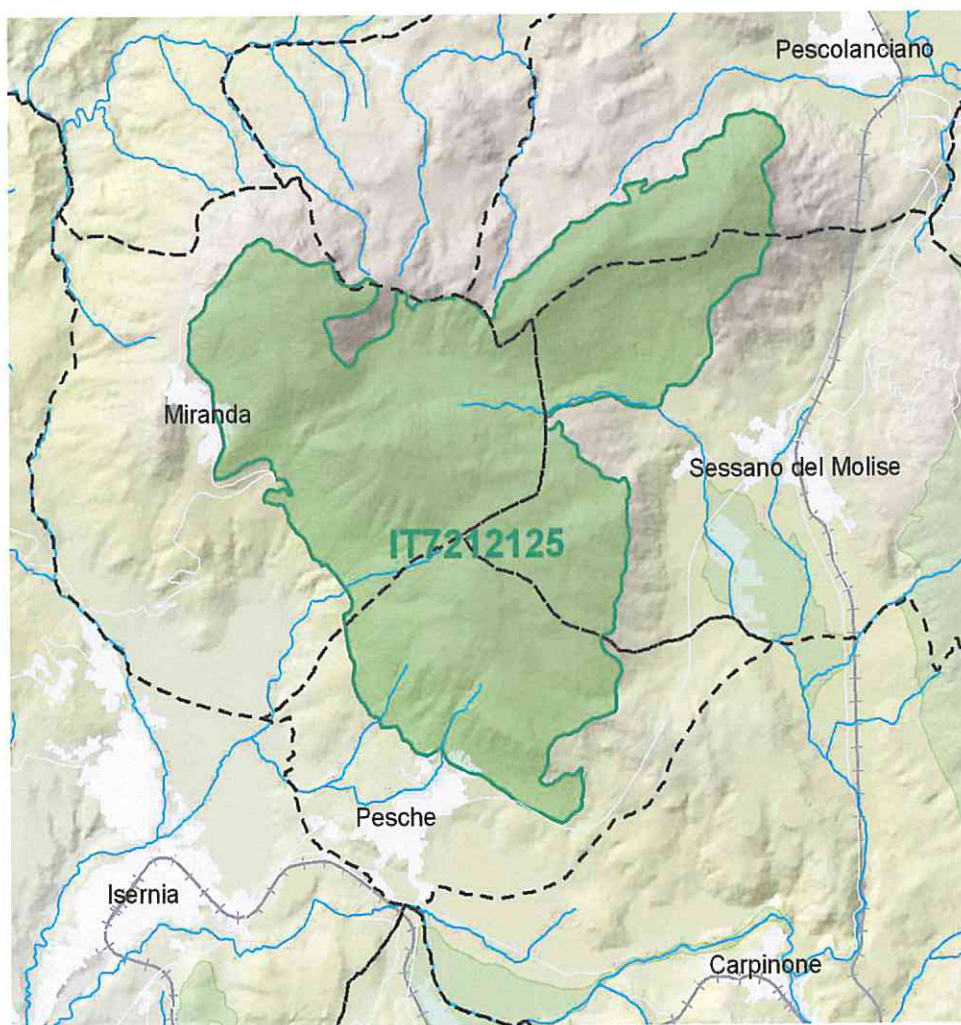 Pescolanciano
Miranda
Sessano del Molise
IT7212125
Pesche
Isernia
Carpinone